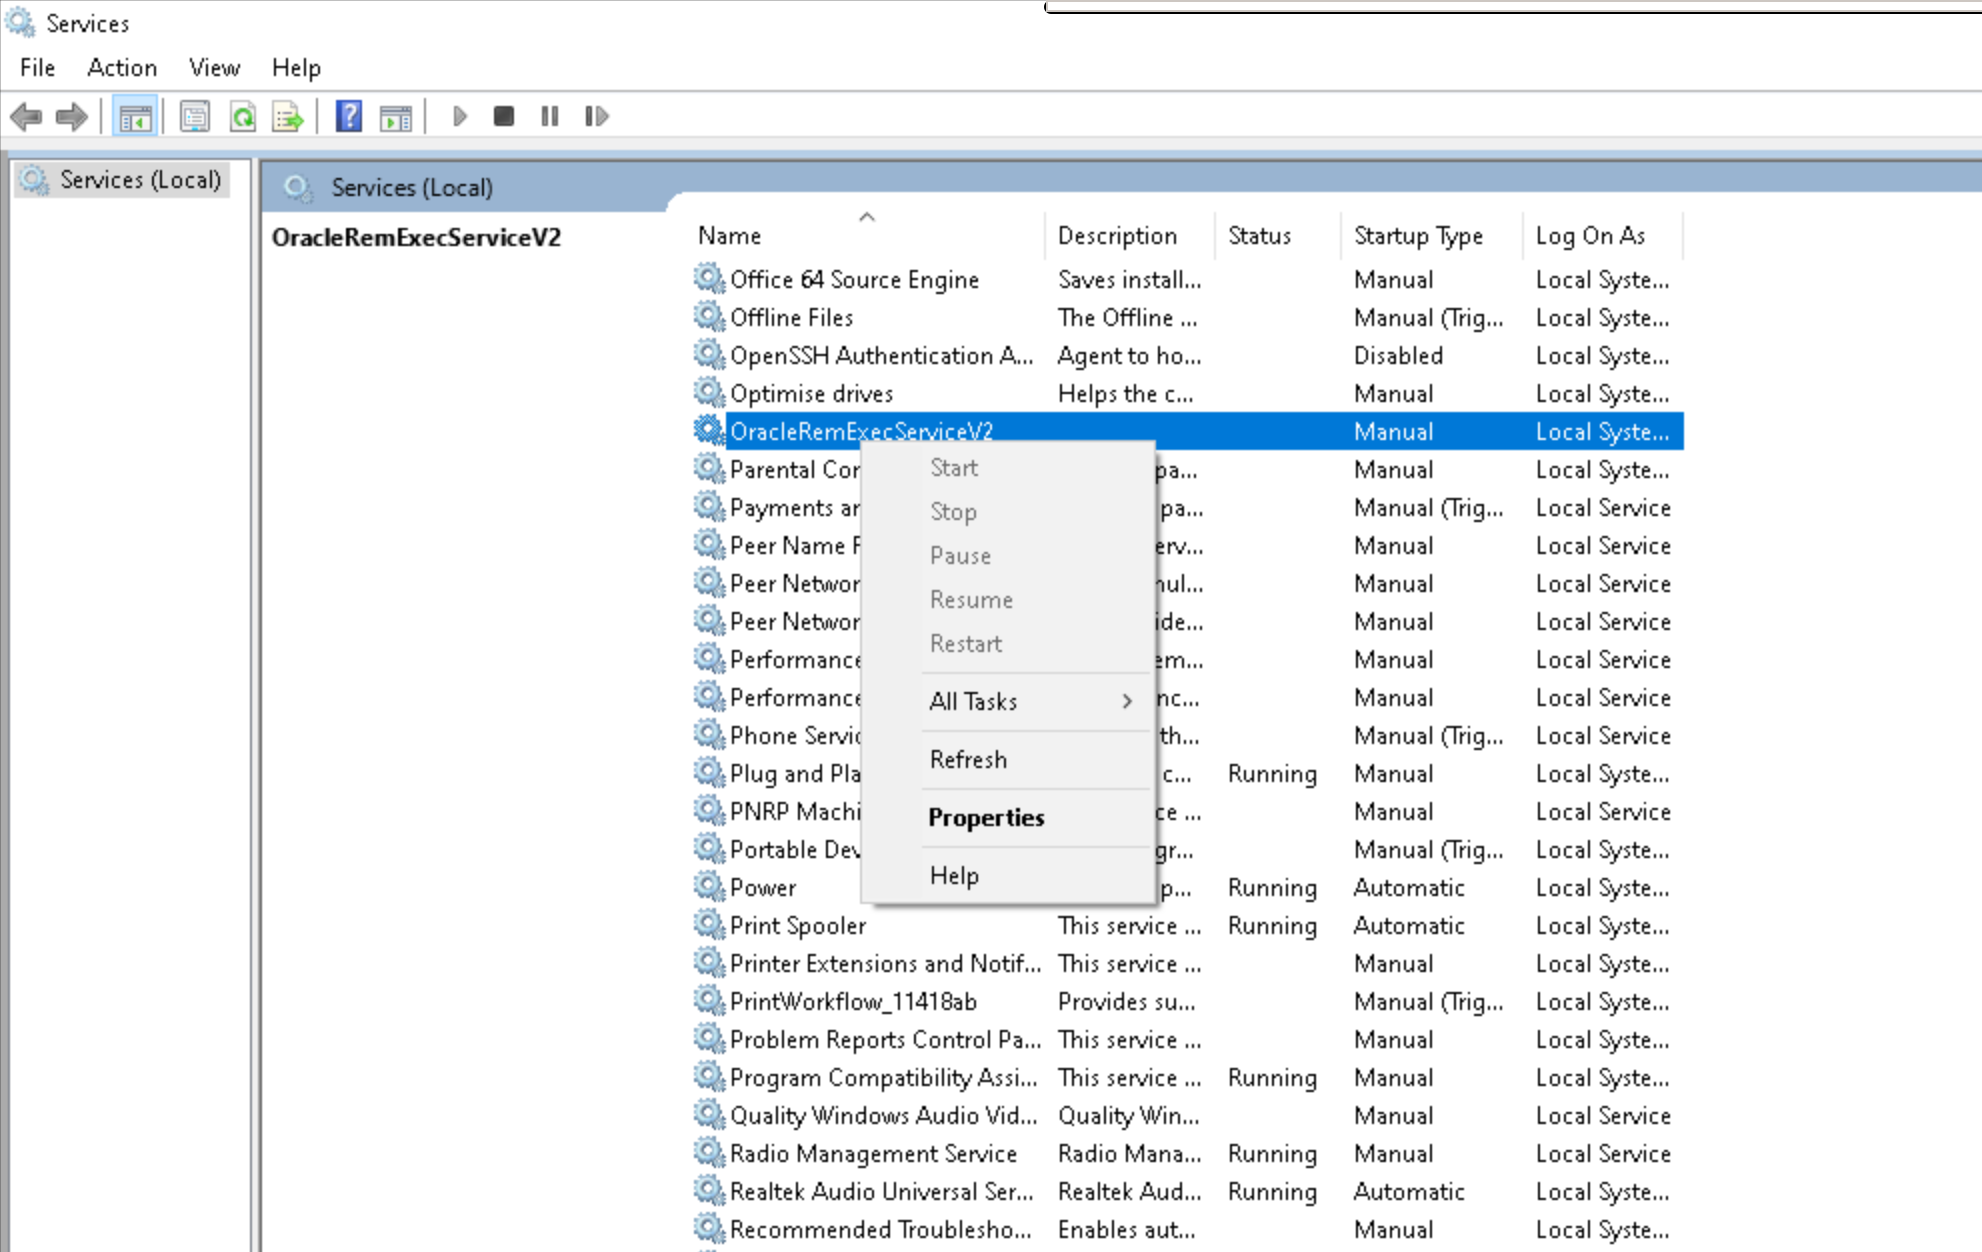 Services
File Action View Help
Services (Local)
Services (Local)
OracleRemExecServiceV2
Name Description Status Startup Type Log On As
Office 64 Source Engine Saves install... Manual Local Syste...
Offline Files The Offline ... Manual (Trig... Local Syste...
OpenSSH Authentication A... Agent to ho... Disabled Local Syste...
Optimise drives Helps the c... Manual Local Syste...
OracleRemExecServiceV2 Manual Local Syste...
Parental Cor pa... Manual Local Syste...
Payments ar pa... Manual (Trig... Local Service
Peer Name erv... Manual Local Service
Peer Networ ul... Manual Local Service
Peer Networ ide... Manual Local Service
Performance em... Manual Local Service
Performance nc... Manual Local Service
Phone Servic th... Manual (Trig... Local Service
Plug and Pla c... Running Manual Local Syste...
PNRP Machi ce ... Manual Local Service
Portable Dev gr... Manual (Trig... Local Syste...
Power p... Running Automatic Local Syste...
Print Spooler This service ... Running Automatic Local Syste...
Printer Extensions and Notif... This service ... Manual Local Syste...
PrintWorkflow_11418ab Provides su... Manual (Trig... Local Syste...
Problem Reports Control Pa... This service ... Manual Local Syste...
Program Compatibility Assi... This service ... Running Manual Local Syste...
Quality Windows Audio Vid... Quality Win... Manual Local Service
Radio Management Service Radio Mana... Running Manual Local Service
Realtek Audio Universal Ser... Realtek Aud... Running Automatic Local Syste...
Recommended Troublesho... Enables aut... Manual Local Syste...
Start
Stop
Pause
Resume
Restart
All Tasks
Refresh
Properties
Help